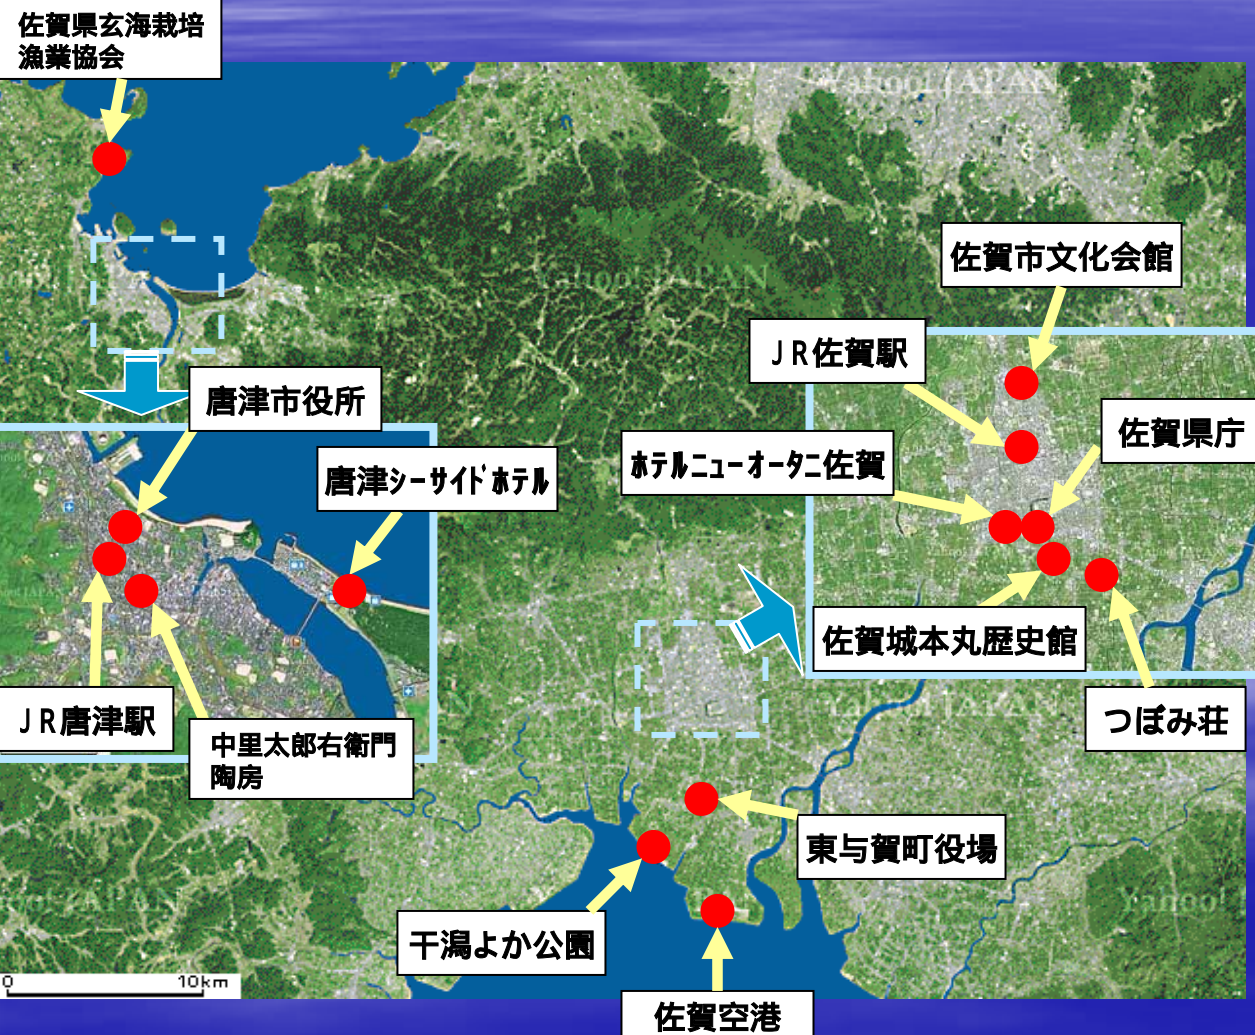 佐賀県玄海栽培
漁業協会
Yahoo! JAPAN
佐賀市文化会館
JR佐賀駅
唐津市役所
佐賀県庁
ﾎﾃﾙﾆｭｰｵｰﾀﾆ佐賀
唐津ｼｰｻｲﾄﾞﾎﾃﾙ
佐賀城本丸歴史館
JR唐津駅
つぼみ荘
中里太郎右衛門
陶房
東与賀町役場
干潟よか公園
佐賀空港
0 10km